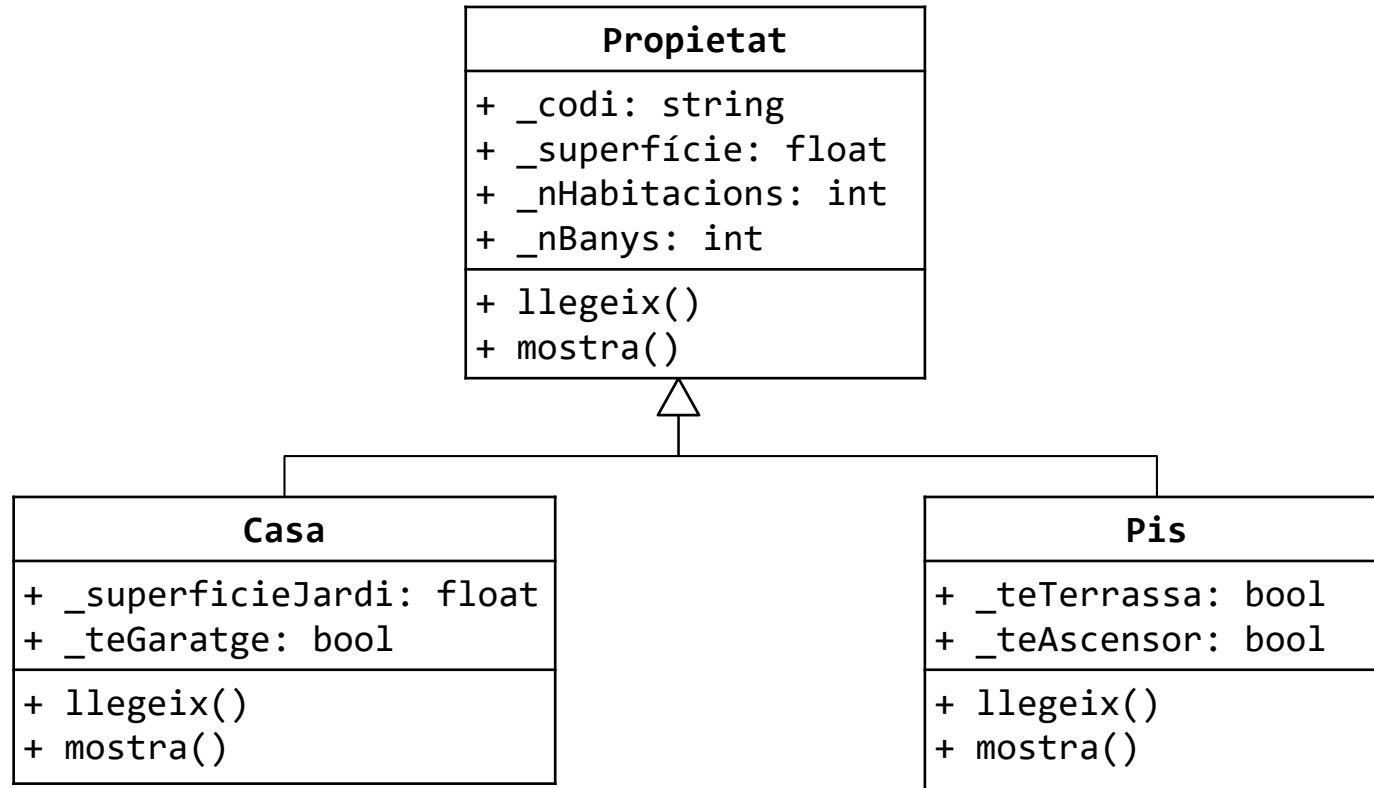 Propietat
+ _codi: string
+ _superfície: float
+ _nHabitacions: int
+ _nBanys: int
+ llegeix()
+ mostra()
Casa
+ _superficieJardi: float
+ _teGaratge: bool
+ llegeix()
+ mostra()
Pis
+ _teTerrassa: bool
+ _teAscensor: bool
+ llegeix()
+ mostra()